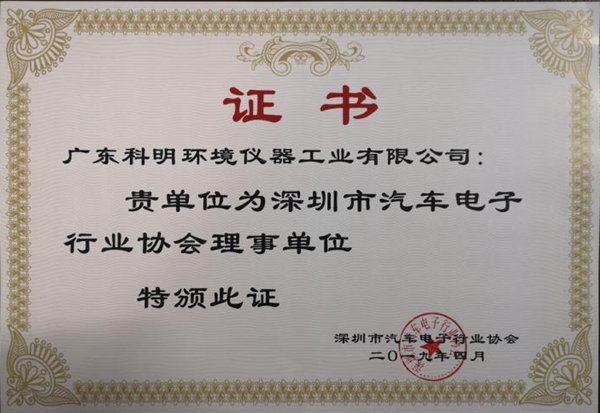 证书
广东科明环境仪器工业有限公司：
贵单位为深圳市汽车电子
行业协会理事单位
特颁此证
深圳市汽车电子行业协会
二〇一九年四月